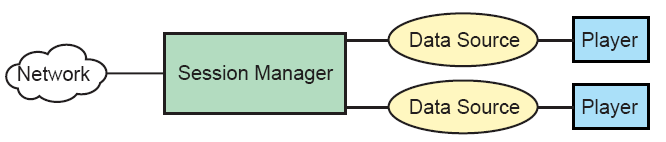 Network
Session Manager
Data Source
Player
Data Source
Player